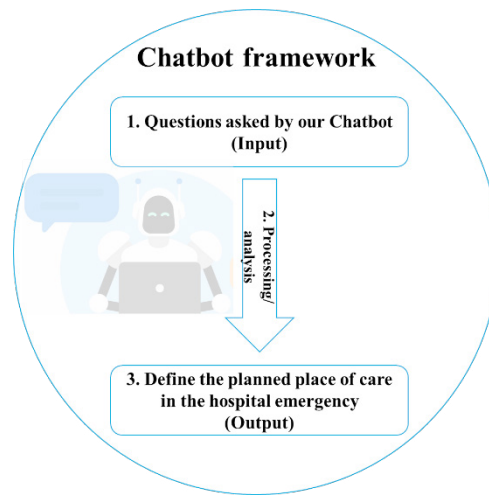 Chatbot framework
1. Questions asked by our Chatbot
(Input)
2. Processing/
analysis
3. Define the planned place of care
in the hospital emergency
(Output)